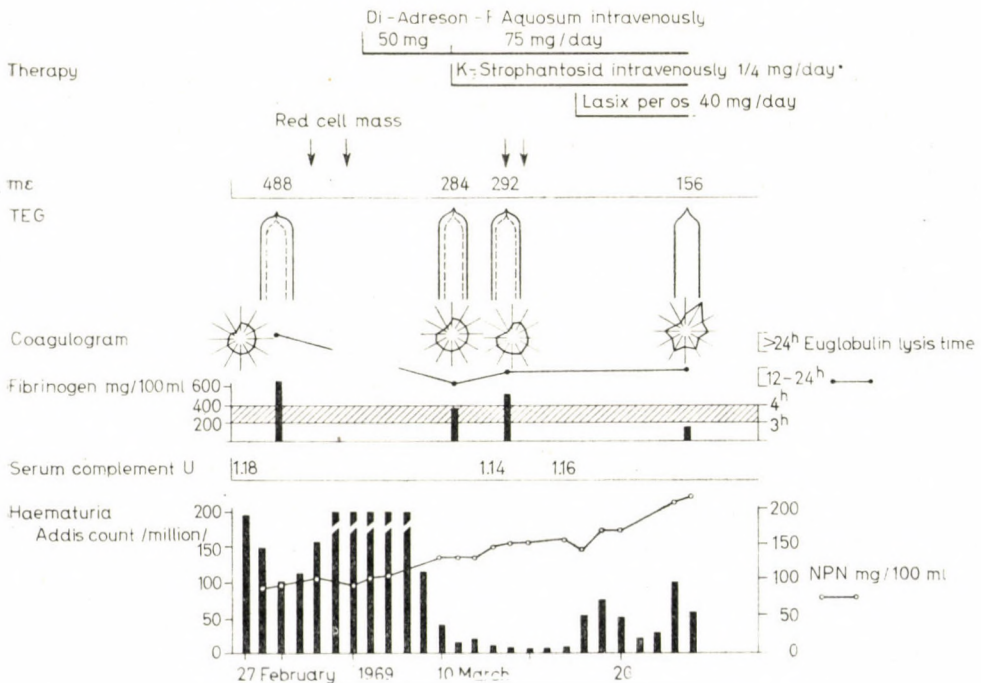 Di-Adreson-F Aquosum intravenously
50 mg 75 mg/day
Therapy
K-Strophantosid intravenously 1/4 mg/day*
Lasix per os 40 mg/day
Red cell mass
mε 488 284 292 156
TEG
Coagulogram
[>24h Euglobulin lysis time
[12-24h
Fibrinogen mg/100 ml 600
400 4h
200 3h
Serum complement U 1.18 1.14 1.16
Haematuria 200 200
Addis count /million/
150 150
100 100 NPN mg/100 ml
50 50
0 0
27 February 1969 10 March